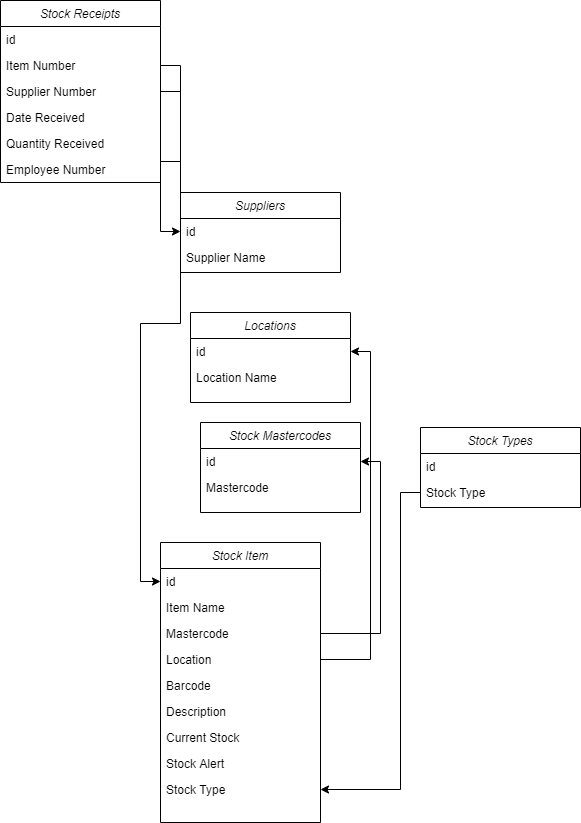 Stock Receipts
id
Item Number
Supplier Number
Date Received
Quantity Received
Employee Number
Suppliers
id
Supplier Name
Locations
id
Location Name
Stock Mastercodes
id
Mastercode
Stock Types
id
Stock Type
Stock Item
id
Item Name
Mastercode
Location
Barcode
Description
Current Stock
Stock Alert
Stock Type